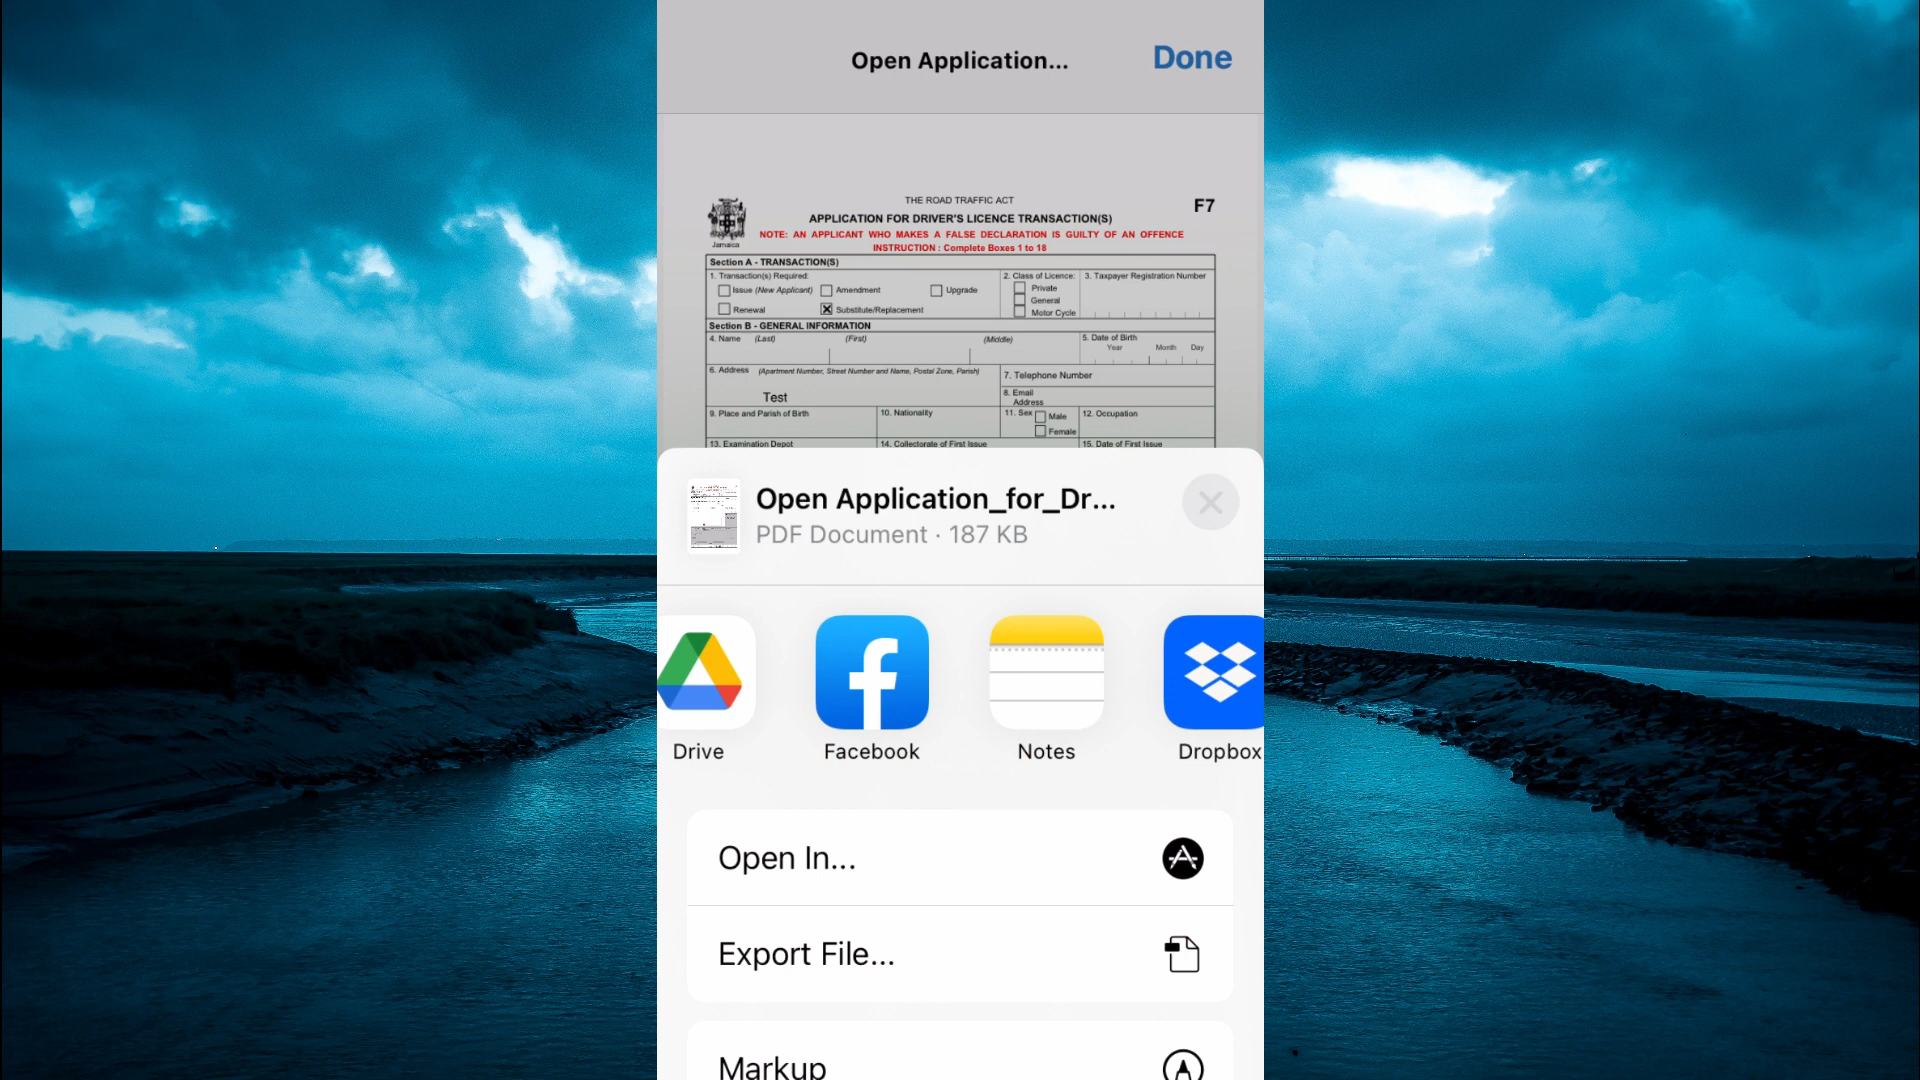 Open Application...
Done
THE ROAD TRAFFIC ACT
F7
APPLICATION FOR DRIVER'S LICENCE TRANSACTION(S)
NOTE: AN APPLICANT WHO MAKES A FALSE DECLARATION IS GUILTY OF AN OFFENCE
INSTRUCTION : Complete Boxes 1 to 18
Jamaica
Section A - TRANSACTION(S)
1. Transaction(s) Required:
Issue (New Applicant)
Amendment
Upgrade
Renewal
Substitute/Replacement
2. Class of Licence:
Private
General
Motor Cycle
3. Taxpayer Registration Number
Section B - GENERAL INFORMATION
4. Name (Last) (First) (Middle)
5. Date of Birth
Year Month Day
6. Address (Apartment Number, Street Number and Name, Postal Zone, Parish)
Test
7. Telephone Number
8. Email
Address
9. Place and Parish of Birth
10. Nationality
11. Sex
Male
Female
12. Occupation
13. Examination Depot
14. Collectorate of First Issue
15. Date of First Issue
Open Application_for_Dr...
PDF Document · 187 KB
Drive
Facebook
Notes
Dropbox
Open In...
Export File...
Markup